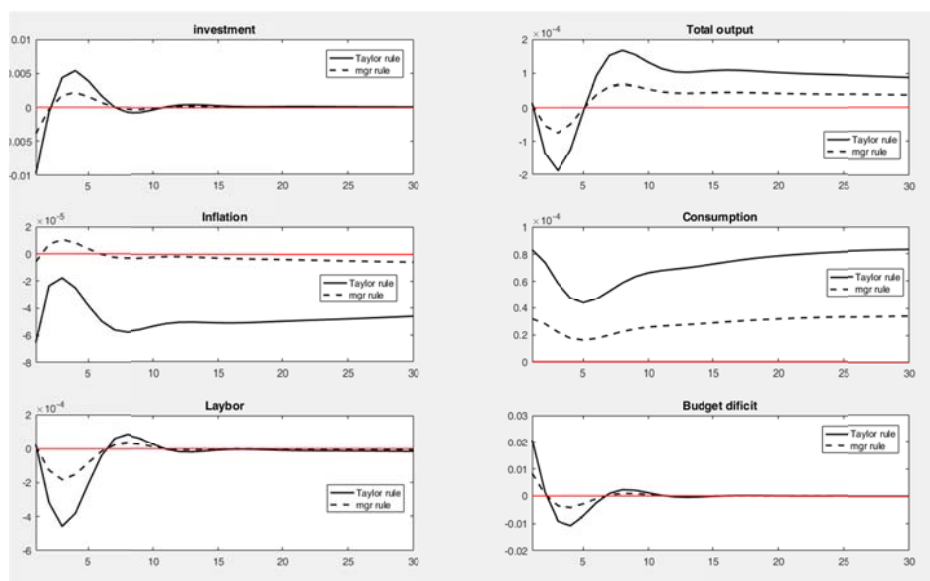 investment
0.01
0.005
0
0.005
-0.01
5 10 15 20 25 30
Taylor rule
mgr rule
Total output
×10⁻⁴
2
1
0
-1
-2
5 10 15 20 25 30
Taylor rule
mgr rule
Inflation
×10⁻⁵
2
0
-2
-4
-6
-8
5 10 15 20 25 30
Taylor rule
mgr rule
Consumption
×10⁻⁴
1
0.8
0.6
0.4
0.2
0
5 10 15 20 25 30
Taylor rule
mgr rule
Laybor
×10⁻⁴
2
0
-2
-4
-6
5 10 15 20 25 30
Taylor rule
mgr rule
Budget dificit
0.03
0.02
0.01
0
-0.01
-0.02
5 10 15 20 25 30
Taylor rule
mgr rule